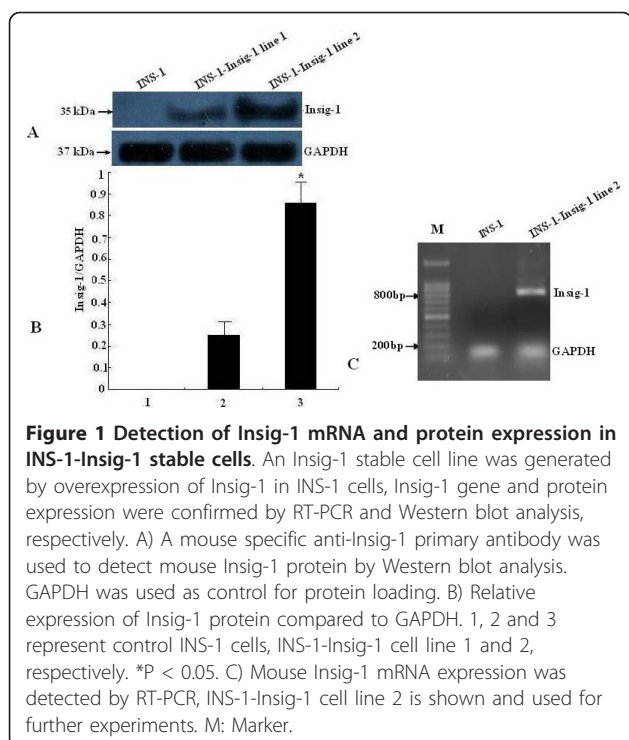 INS-1
INS-1-Insig-1 line 1
INS-1-Insig-1 line 2
35 kDa
Insig-1
A
37 kDa
GAPDH
1
0.9
0.8
0.7
0.6
0.5
0.4
0.3
0.2
0.1
0
Insig-1/GAPDH
*
B
1 2 3
M
INS-1
INS-1-Insig-1 line 2
800bp
Insig-1
200bp
GAPDH
C
Figure 1 Detection of Insig-1 mRNA and protein expression in
INS-1-Insig-1 stable cells. An Insig-1 stable cell line was generated
by overexpression of Insig-1 in INS-1 cells, Insig-1 gene and protein
expression were confirmed by RT-PCR and Western blot analysis,
respectively. A) A mouse specific anti-Insig-1 primary antibody was
used to detect mouse Insig-1 protein by Western blot analysis.
GAPDH was used as control for protein loading. B) Relative
expression of Insig-1 protein compared to GAPDH. 1, 2 and 3
represent control INS-1 cells, INS-1-Insig-1 cell line 1 and 2,
respectively. *P < 0.05. C) Mouse Insig-1 mRNA expression was
detected by RT-PCR, INS-1-Insig-1 cell line 2 is shown and used for
further experiments. M: Marker.